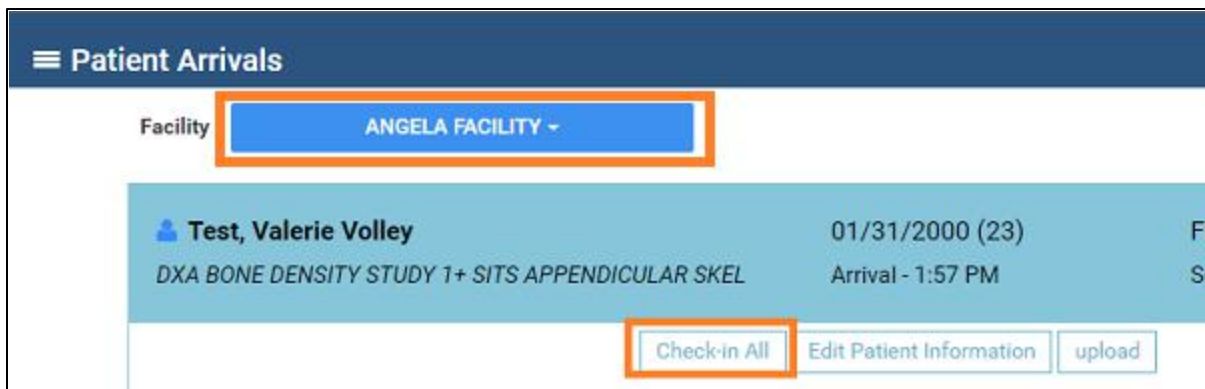 Patient Arrivals
Facility ANGELA FACILITY
Test, Valerie Volley 01/31/2000 (23) F
DXA BONE DENSITY STUDY 1+ SITS APPENDICULAR SKEL Arrival - 1:57 PM S
Check-in All Edit Patient Information upload